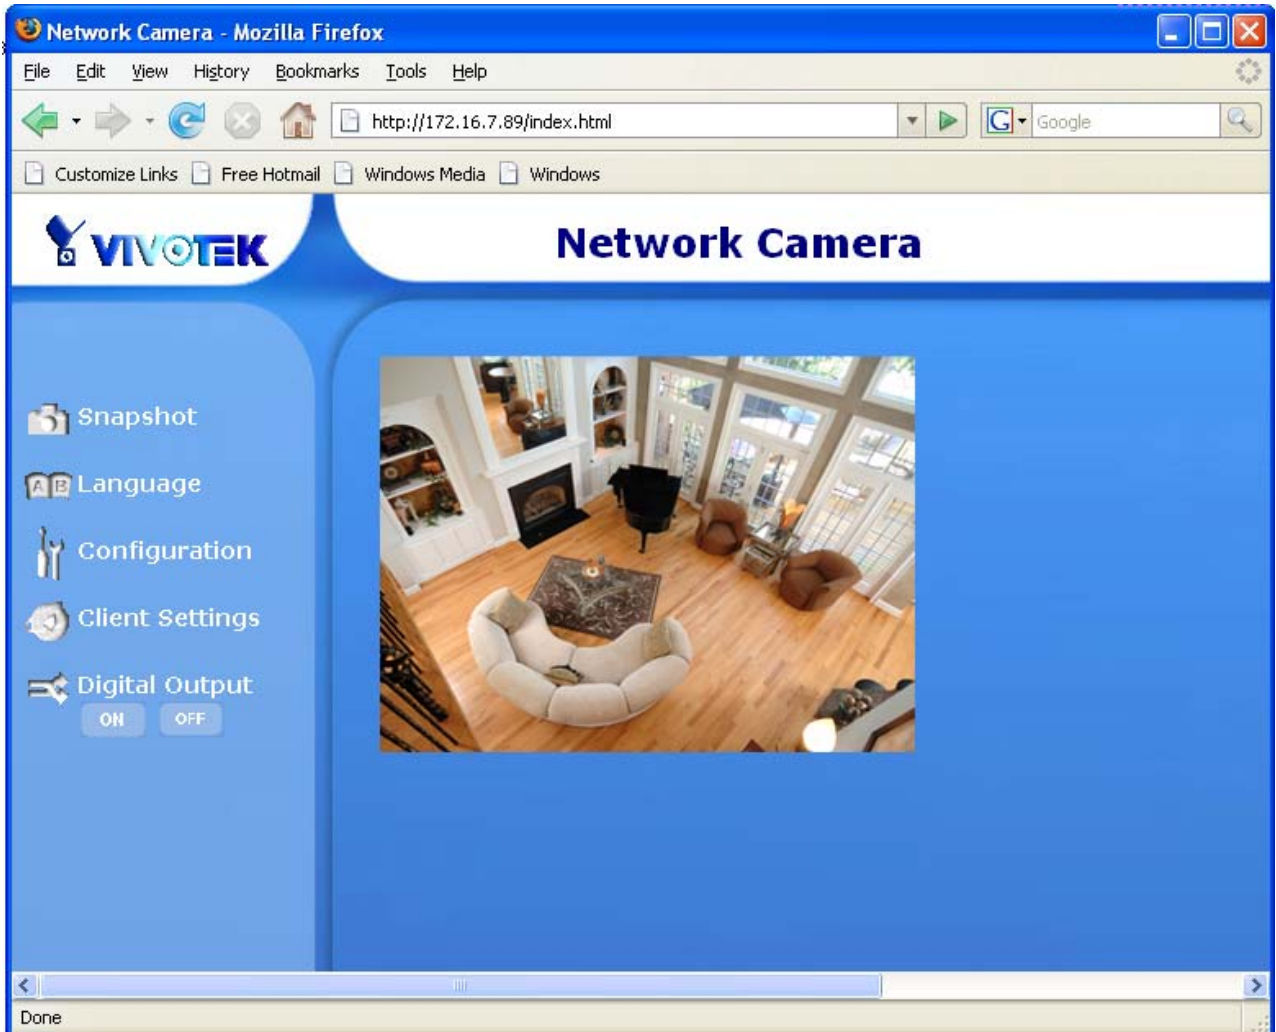 Network Camera - Mozilla Firefox
File Edit View History Bookmarks Tools Help
http://172.16.7.89/index.html
G Google
Customize Links Free Hotmail Windows Media Windows
VIVOTEK
Network Camera
Snapshot
A B Language
Configuration
Client Settings
Digital Output
ON OFF
Done